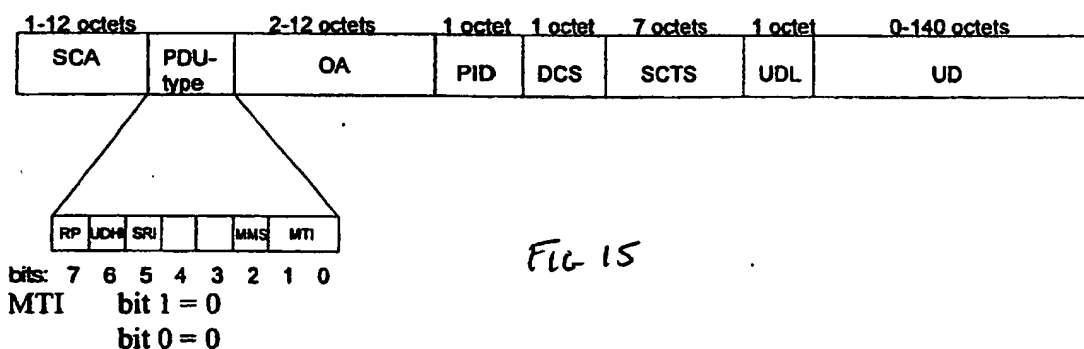 1-12 octets 2-12 octets 1 octet 1 octet 7 octets 1 octet 0-140 octets
SCA PDU-type OA PID DCS SCTS UDL UD
RP UDHI SRI MMS MTI
bits: 7 6 5 4 3 2 1 0
MTI bit 1 = 0
bit 0 = 0
FIG 15